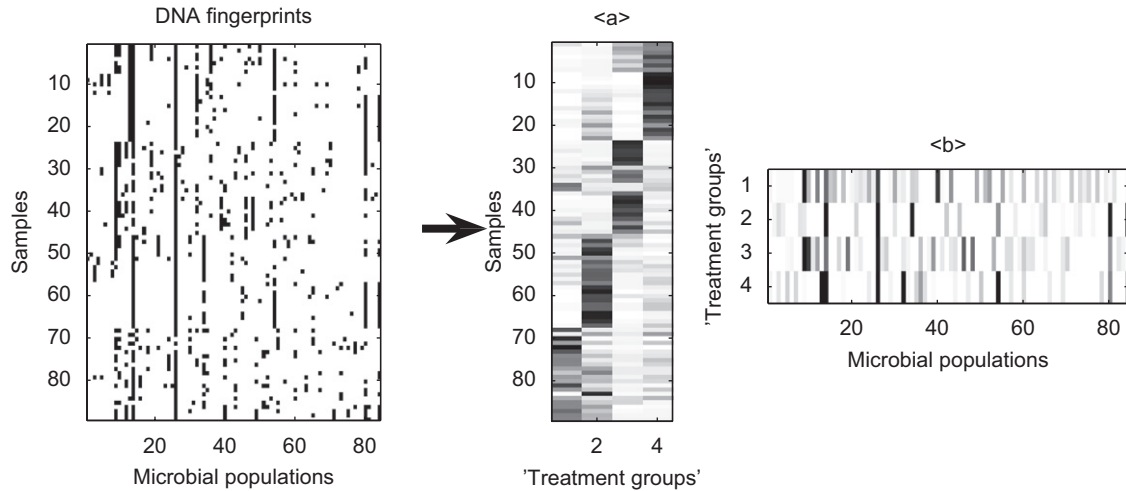 DNA fingerprints
10
20
30
40
50
60
70
80
Samples
20 40 60 80
Microbial populations
<a>
10
20
30
40
50
60
70
80
Samples
2 4
'Treatment groups'
<b>
1
2
3
4
'Treatment groups'
20 40 60 80
Microbial populations